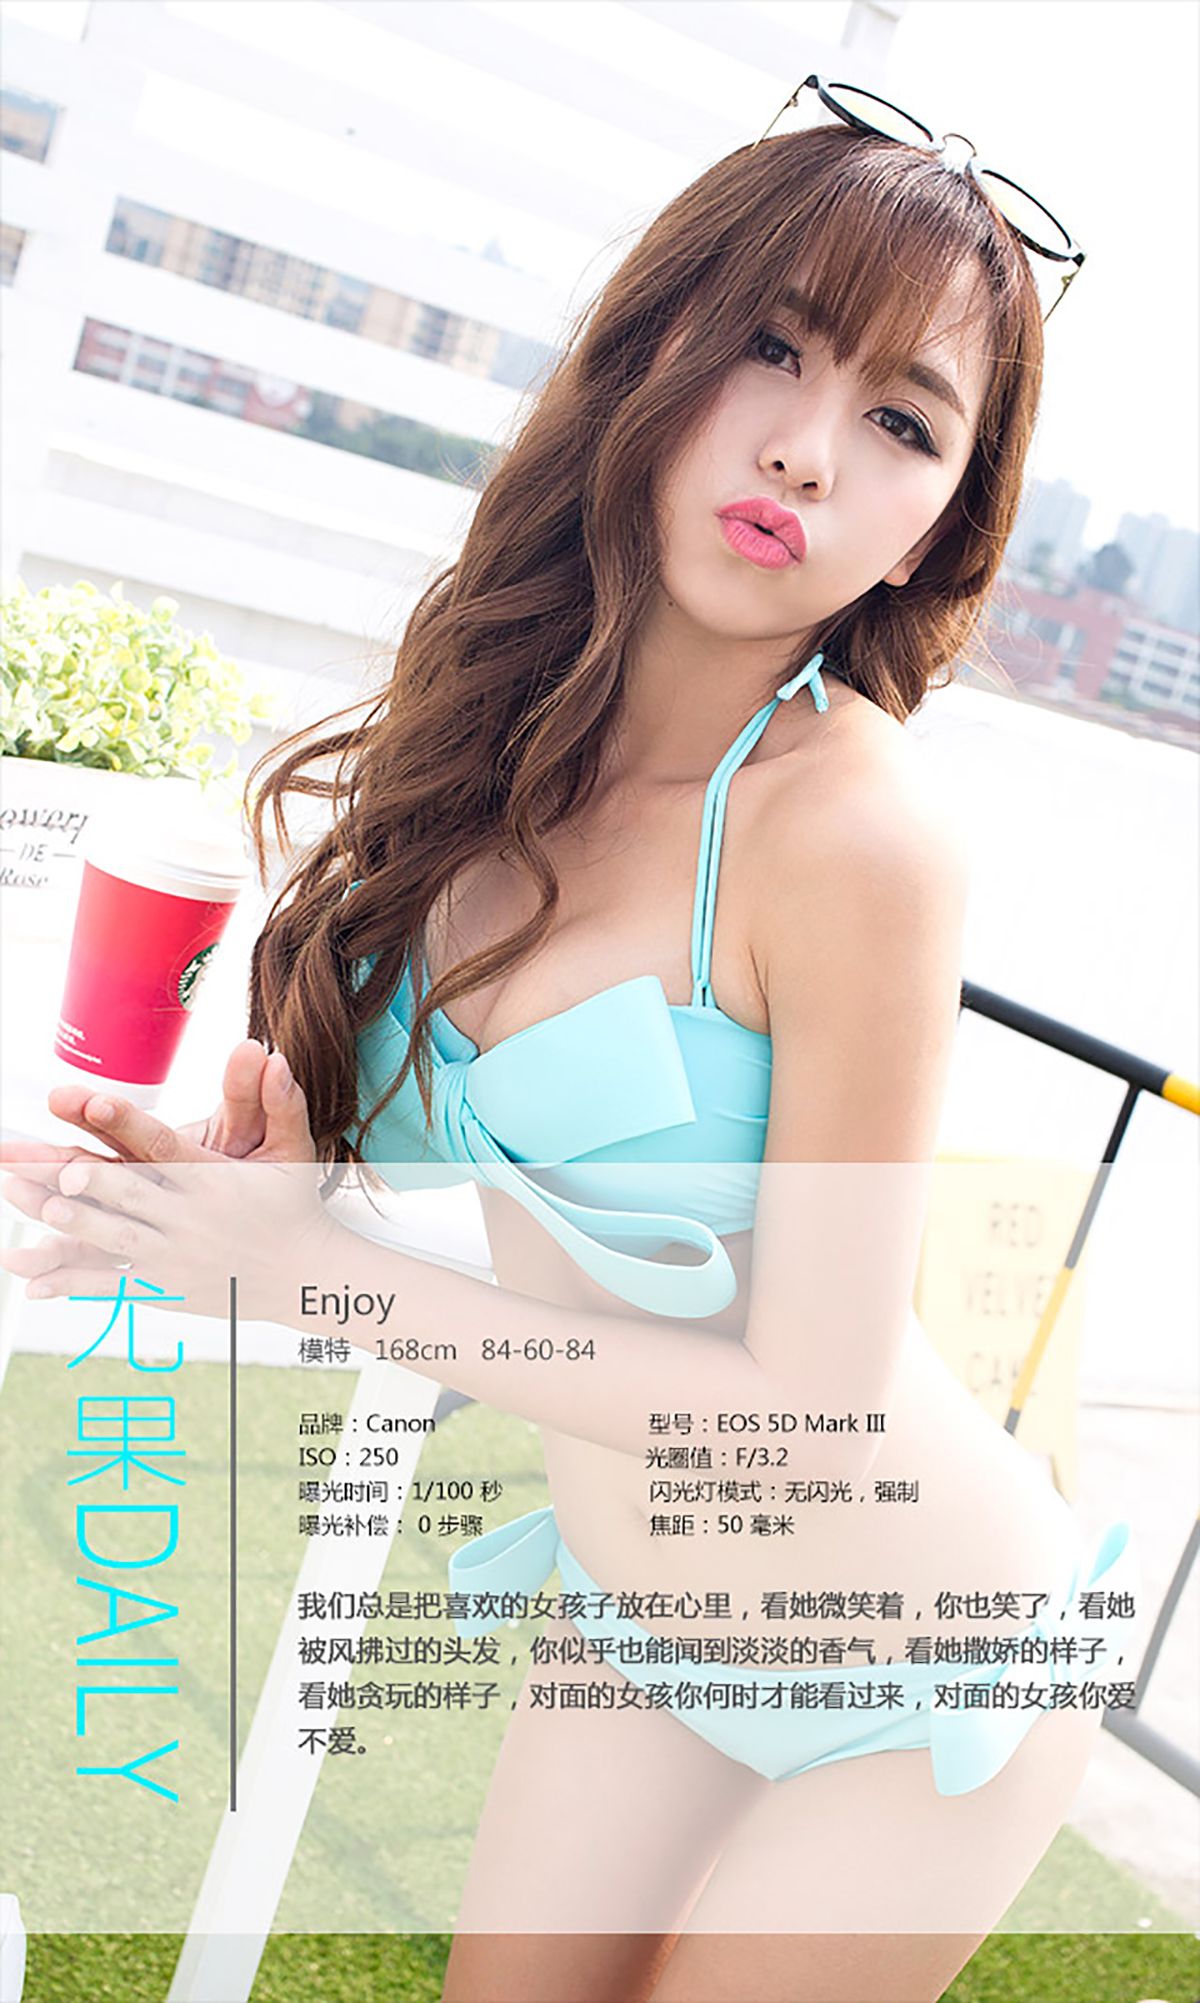 owerp
— DE —
Rose
RED
VELVE
CAKE
尤果DAILY
Enjoy
模特 168cm 84-60-84
品牌：Canon 型号：EOS 5D Mark III
ISO：250 光圈值：F/3.2
曝光时间：1/100 秒 闪光灯模式：无闪光，强制
曝光补偿： 0 步骤 焦距：50 毫米
我们总是把喜欢的女孩子放在心里，看她微笑着，你也笑了，看她
被风拂过的头发，你似乎也能闻到淡淡的香气，看她撒娇的样子，
看她贪玩的样子，对面的女孩你何时才能看过来，对面的女孩你爱
不爱。